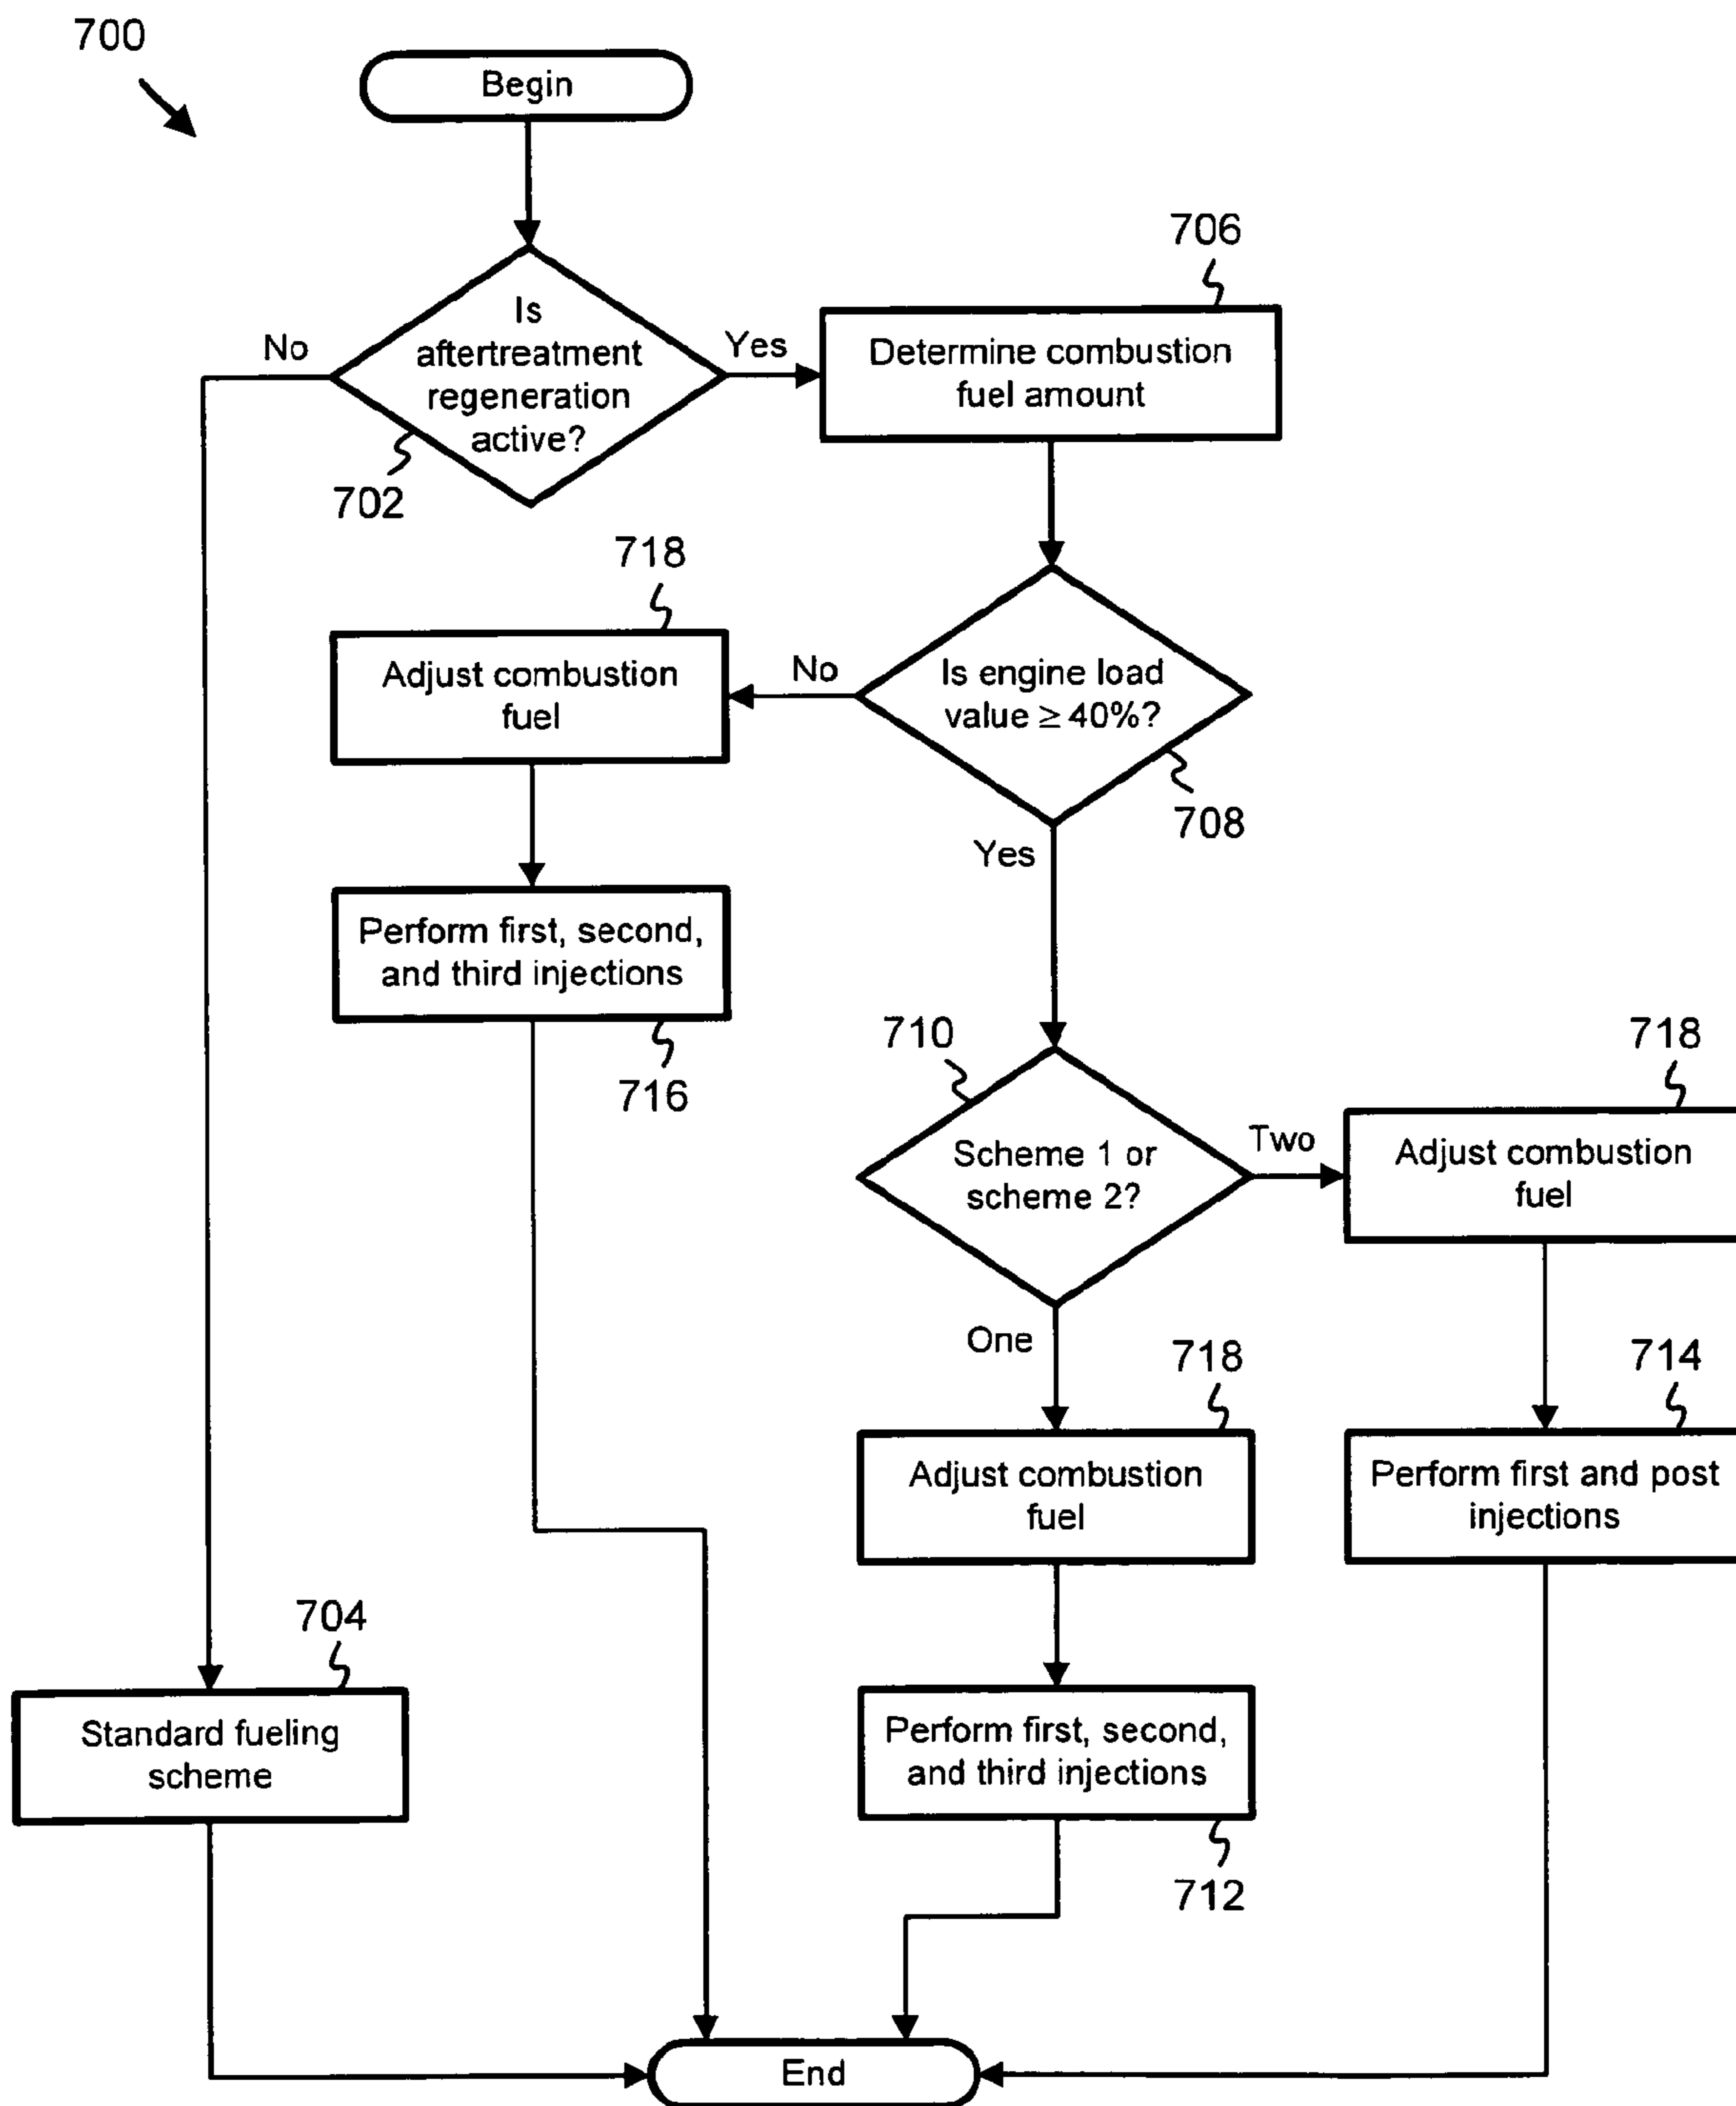 700
Begin
706
Is
aftertreatment
regeneration
active?
No
Yes
Determine combustion
fuel amount
702
718
Adjust combustion
fuel
No
Is engine load
value ≥ 40%?
708
Yes
Perform first, second,
and third injections
716
710
Scheme 1 or
scheme 2?
Two
718
Adjust combustion
fuel
One
718
Adjust combustion
fuel
714
Perform first and post
injections
704
Standard fueling
scheme
Perform first, second,
and third injections
712
End